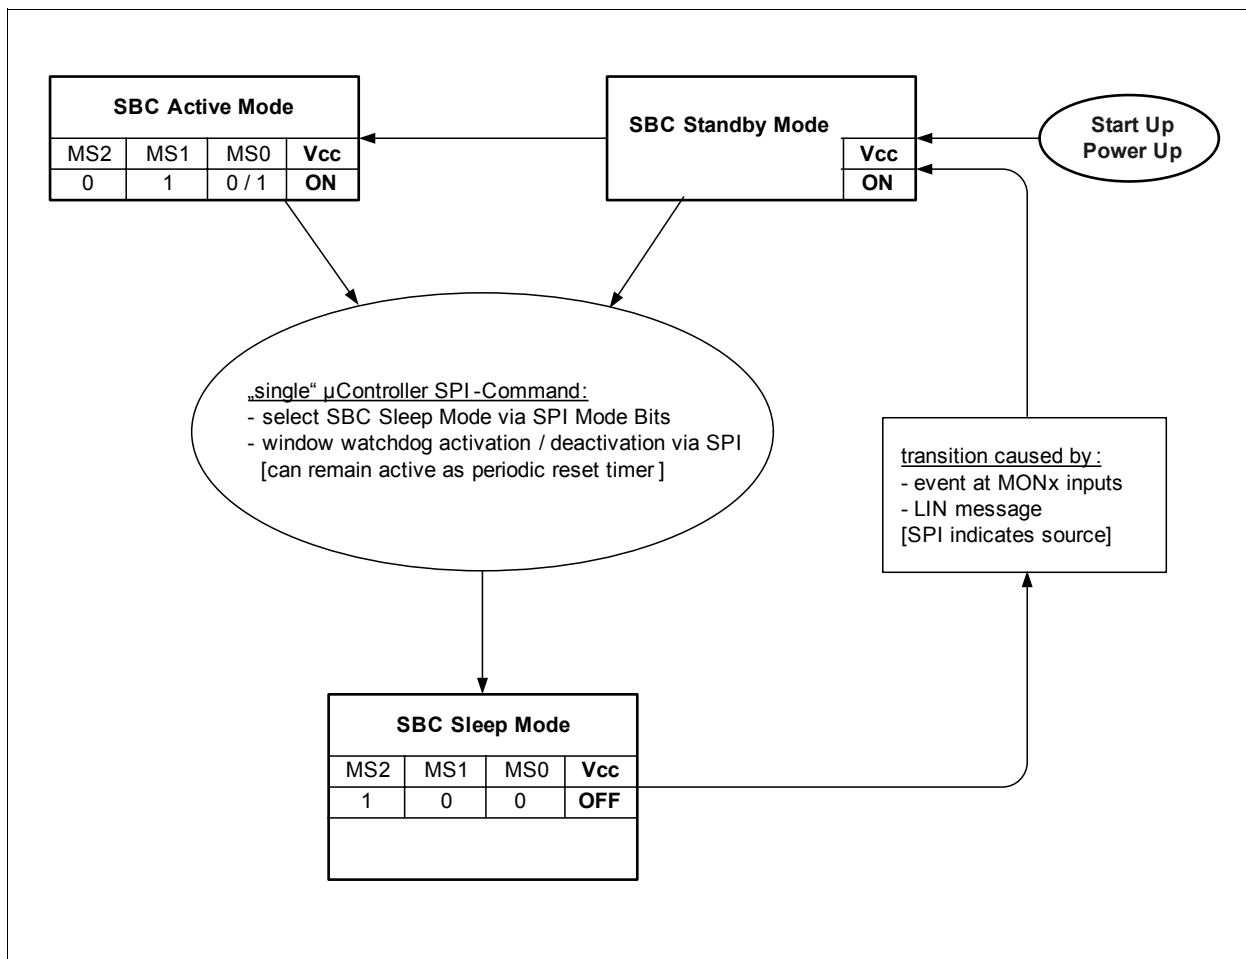 SBC Active Mode
MS2 MS1 MS0 Vcc
0 1 0 / 1 ON
SBC Standby Mode
Vcc
ON
Start Up
Power Up
„single“ µController SPI-Command:
- select SBC Sleep Mode via SPI Mode Bits
- window watchdog activation / deactivation via SPI
[can remain active as periodic reset timer]
transition caused by:
- event at MONx inputs
- LIN message
[SPI indicates source]
SBC Sleep Mode
MS2 MS1 MS0 Vcc
1 0 0 OFF